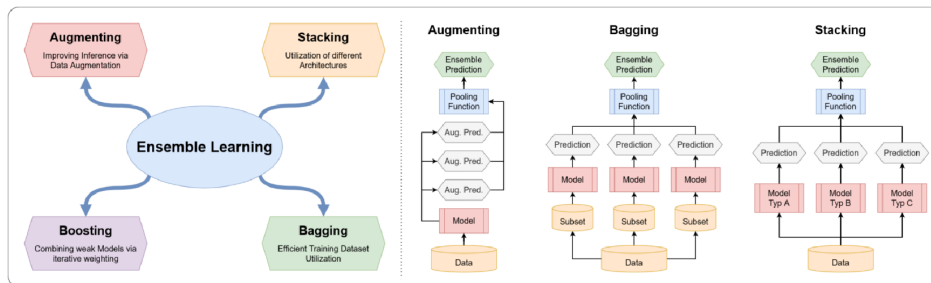 Augmenting
Improving Inference via
Data Augmentation
Stacking
Utilization of different
Architectures
Ensemble Learning
Boosting
Combining weak Models via
iterative weighting
Bagging
Efficient Training Dataset
Utilization
Augmenting
Ensemble
Prediction
Pooling
Function
Aug. Pred.
Aug. Pred.
Aug. Pred.
Model
Data
Bagging
Ensemble
Prediction
Pooling
Function
Prediction Prediction Prediction
Model Model Model
Subset Subset Subset
Data
Stacking
Ensemble
Prediction
Pooling
Function
Prediction Prediction Prediction
Model Model Model
Typ A Typ B Typ C
Data